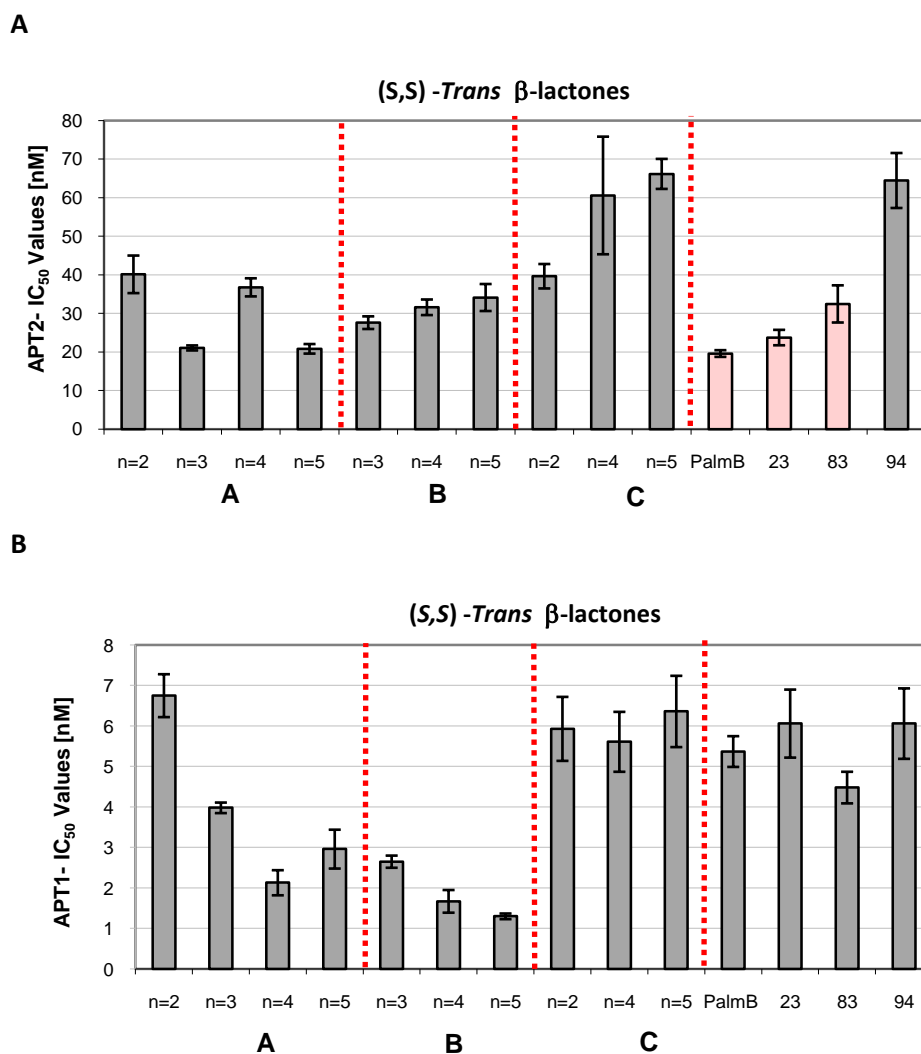 A
(S,S) -Trans β-lactones
APT2- IC50 Values [nM]
80
70
60
50
40
30
20
10
0
n=2 n=3 n=4 n=5 n=3 n=4 n=5 n=2 n=4 n=5 PalmB 23 83 94
A B C
B
(S,S) -Trans β-lactones
APT1- IC50 Values [nM]
8
7
6
5
4
3
2
1
0
n=2 n=3 n=4 n=5 n=3 n=4 n=5 n=2 n=4 n=5 PalmB 23 83 94
A B C